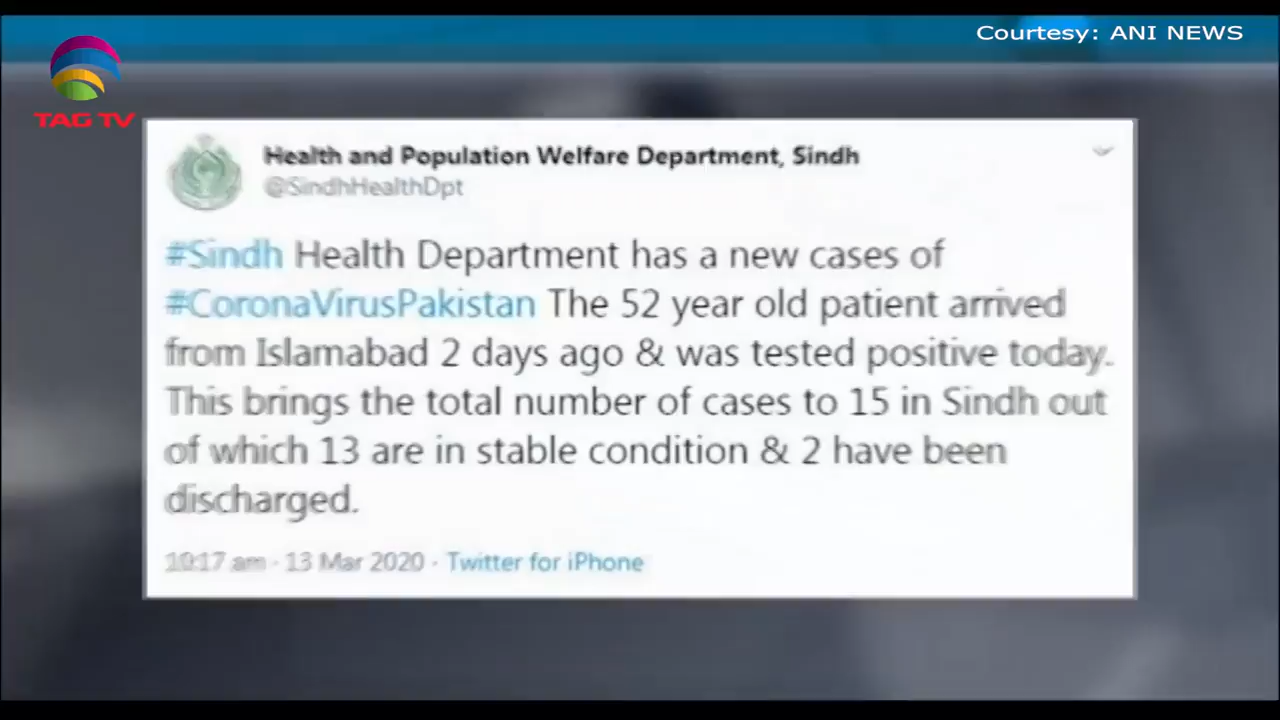 Courtesy: ANI NEWS
TAG TV
Health and Population Welfare Department, Sindh
@SindhHealthDpt
#Sindh Health Department has a new cases of
#CoronaVirusPakistan The 52 year old patient arrived
from Islamabad 2 days ago & was tested positive today.
This brings the total number of cases to 15 in Sindh out
of which 13 are in stable condition & 2 have been
discharged.
10:17 am · 13 Mar 2020 · Twitter for iPhone